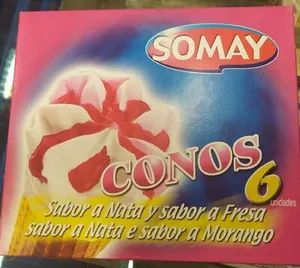 SOMAY
CONOS
6
unidades
Sabor a Nata y sabor a Fresa
sabor a Nata e sabor a Morango